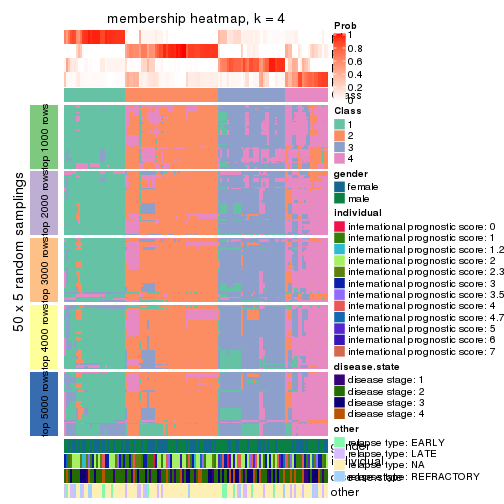 membership heatmap, k = 4
50 x 5 random samplings
top 1000 rows
top 2000 rows
top 3000 rows
top 4000 rows
top 5000 rows
Prob
1
0.8
0.6
0.4
0.2
0
Class
1
2
3
4
gender
female
male
individual
international prognostic score: 0
international prognostic score: 1
international prognostic score: 1.2
international prognostic score: 2
international prognostic score: 2.3
international prognostic score: 3
international prognostic score: 3.5
international prognostic score: 4
international prognostic score: 4.7
international prognostic score: 5
international prognostic score: 6
international prognostic score: 7
disease.state
disease stage: 1
disease stage: 2
disease stage: 3
disease stage: 4
other
relapse type: EARLY
relapse type: LATE
relapse type: NA
relapse type: REFRACTORY
gender
individual
disease.state
other